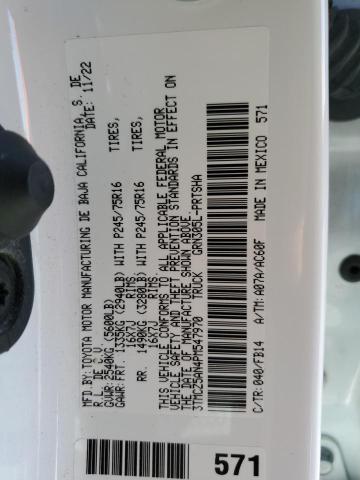 MFD.BY: TOYOTA MOTOR MANUFACTURING DE BAJA CALIFORNIA, S. DE
R.L. DE C.V. DATE: 11/22
GVWR: 2540KG (5600LB)
GAWR: FRT. 1335KG (2940LB) WITH P245/75R16 TIRES,
16X7J RIMS
RR. 1490KG (3280LB) WITH P245/75R16 TIRES,
16X7J RIMS
THIS VEHICLE CONFORMS TO ALL APPLICABLE FEDERAL MOTOR
VEHICLE SAFETY AND THEFT PREVENTION STANDARDS IN EFFECT ON
THE DATE OF MANUFACTURE SHOWN ABOVE.
3TMCZ5AN4PM547970 TRUCK GRN305L-PRTSHA
C/TR: 040/FB14 A/TM: A07A/AC60F MADE IN MEXICO 571
571